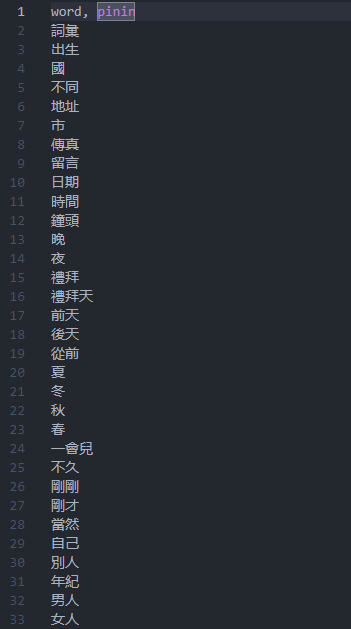 1 word, pinin
2 詞彙
3 出生
4 國
5 不同
6 地址
7 市
8 傳真
9 留言
10 日期
11 時間
12 鐘頭
13 晚
14 夜
15 禮拜
16 禮拜天
17 前天
18 後天
19 從前
20 夏
21 冬
22 秋
23 春
24 一會兒
25 不久
26 剛剛
27 剛才
28 當然
29 自己
30 別人
31 年紀
32 男人
33 女人